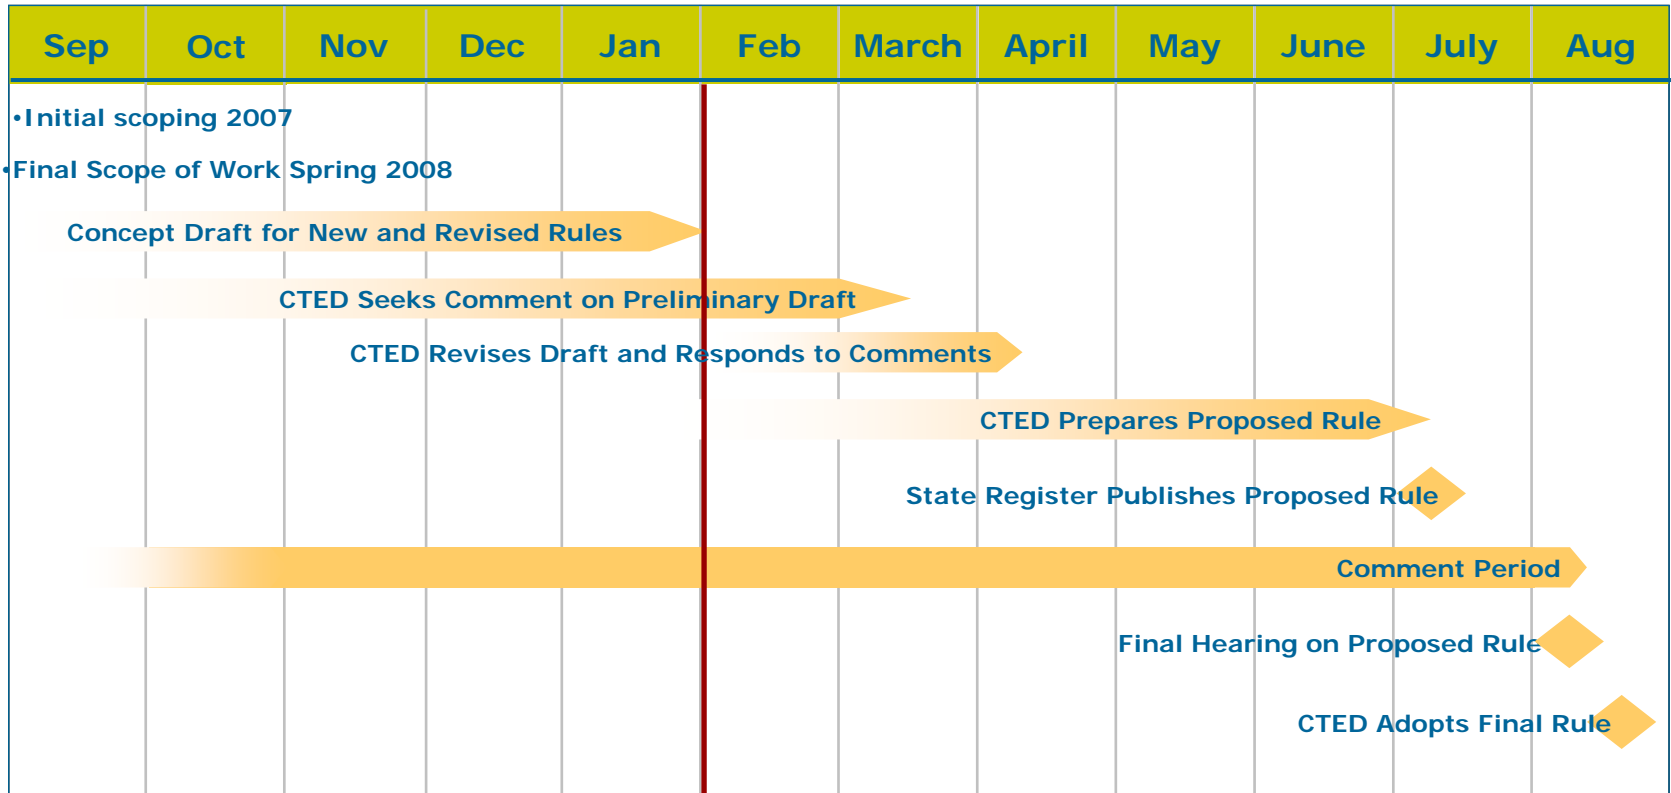 Sep Oct Nov Dec Jan Feb March April May June July Aug
•Initial scoping 2007
•Final Scope of Work Spring 2008
Concept Draft for New and Revised Rules
CTED Seeks Comment on Preliminary Draft
CTED Revises Draft and Responds to Comments
CTED Prepares Proposed Rule
State Register Publishes Proposed Rule
Comment Period
Final Hearing on Proposed Rule
CTED Adopts Final Rule